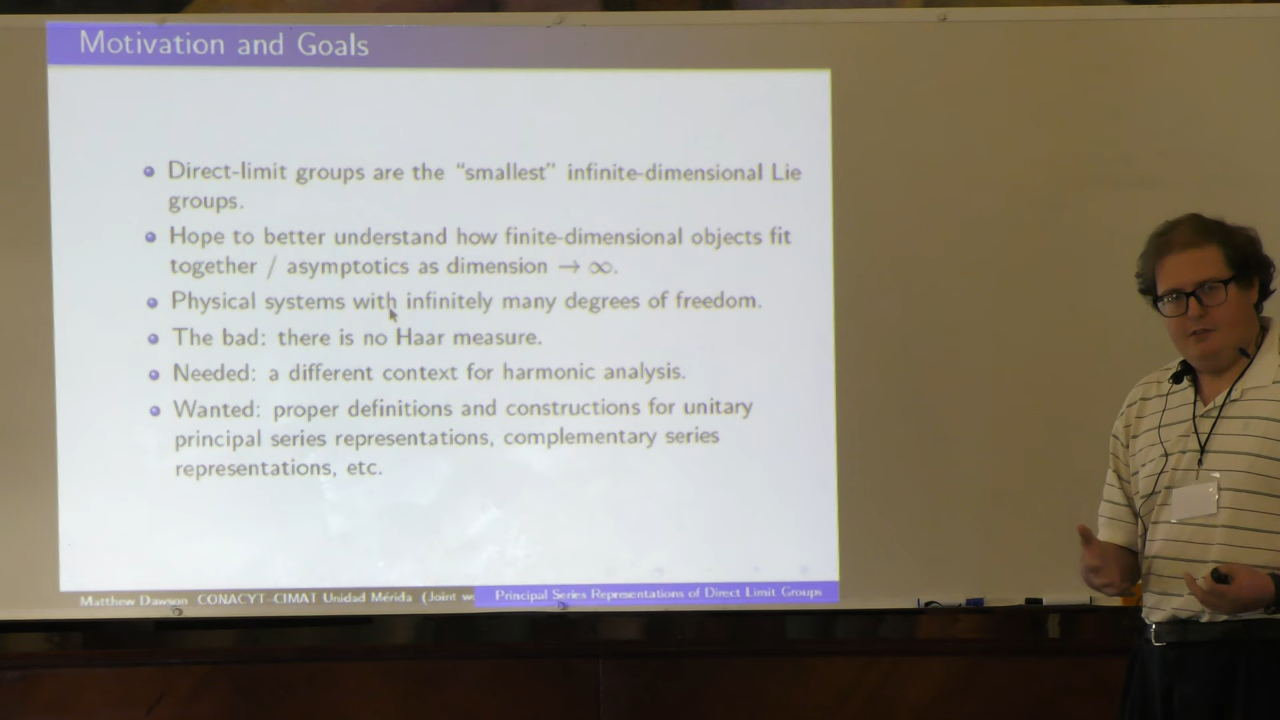 Motivation and Goals
Direct-limit groups are the “smallest” infinite-dimensional Lie
groups.
Hope to better understand how finite-dimensional objects fit
together / asymptotics as dimension → ∞.
Physical systems with infinitely many degrees of freedom.
The bad: there is no Haar measure.
Needed: a different context for harmonic analysis.
Wanted: proper definitions and constructions for unitary
principal series representations, complementary series
representations, etc.
Matthew Dawson CONACYT–CIMAT Unidad Mérida (Joint
Principal Series Representations of Direct Limit Groups